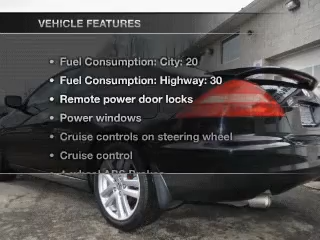 VEHICLE FEATURES
• Fuel Consumption: City: 20
• Fuel Consumption: Highway: 30
• Remote power door locks
• Power windows
• Cruise controls on steering wheel
• Cruise control